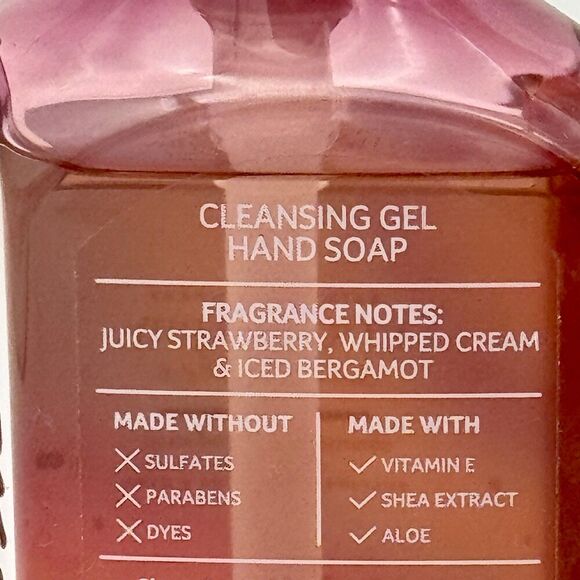 CLEANSING GEL
HAND SOAP
FRAGRANCE NOTES:
JUICY STRAWBERRY, WHIPPED CREAM
& ICED BERGAMOT
MADE WITHOUT
SULFATES
PARABENS
DYES
MADE WITH
VITAMIN E
SHEA EXTRACT
ALOE